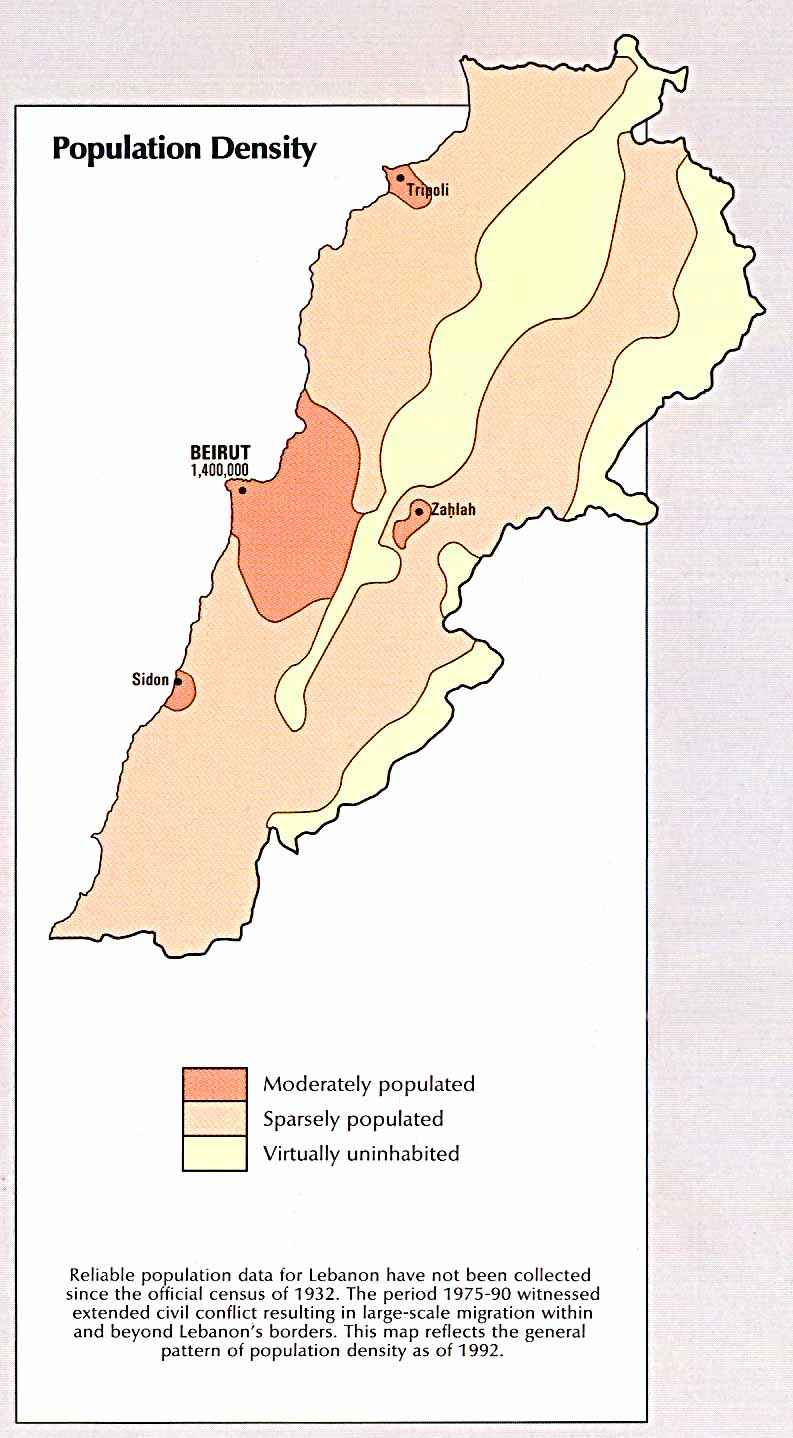 Population Density
Tripoli
BEIRUT
1,400,000
Zaḥlah
Sidon
Moderately populated
Sparsely populated
Virtually uninhabited
Reliable population data for Lebanon have not been collected
since the official census of 1932. The period 1975-90 witnessed
extended civil conflict resulting in large-scale migration within
and beyond Lebanon's borders. This map reflects the general
pattern of population density as of 1992.